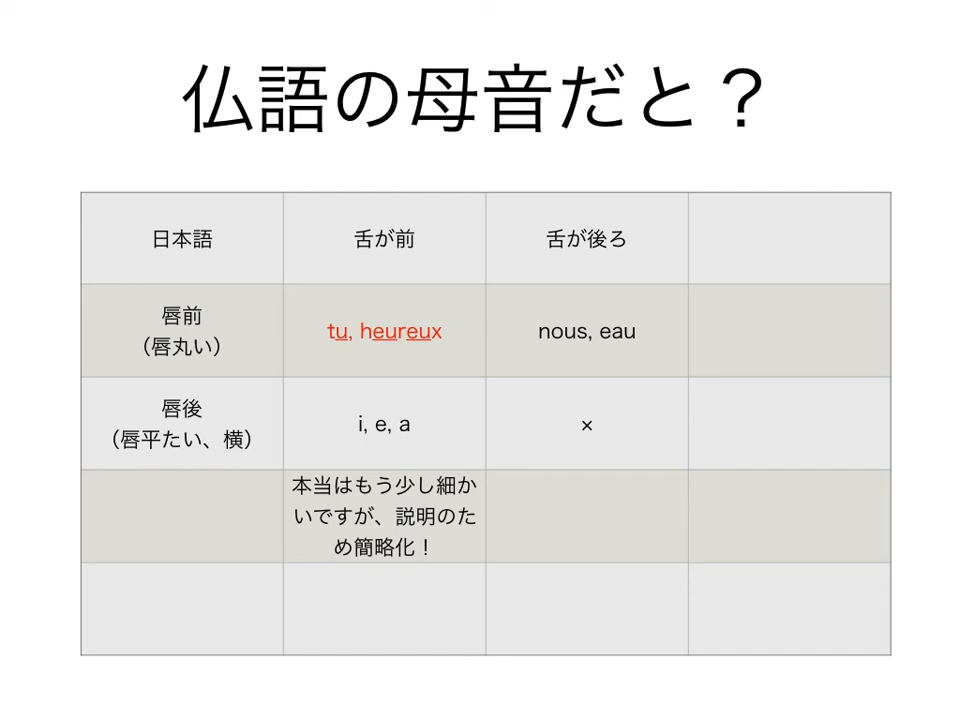 仏語の母音だと？
日本語
舌が前
舌が後ろ
唇前
（唇丸い）
tu, heureux
nous, eau
唇後
（唇平たい、横）
i, e, a
×
本当はもう少し細か
いですが、説明のた
め簡略化！